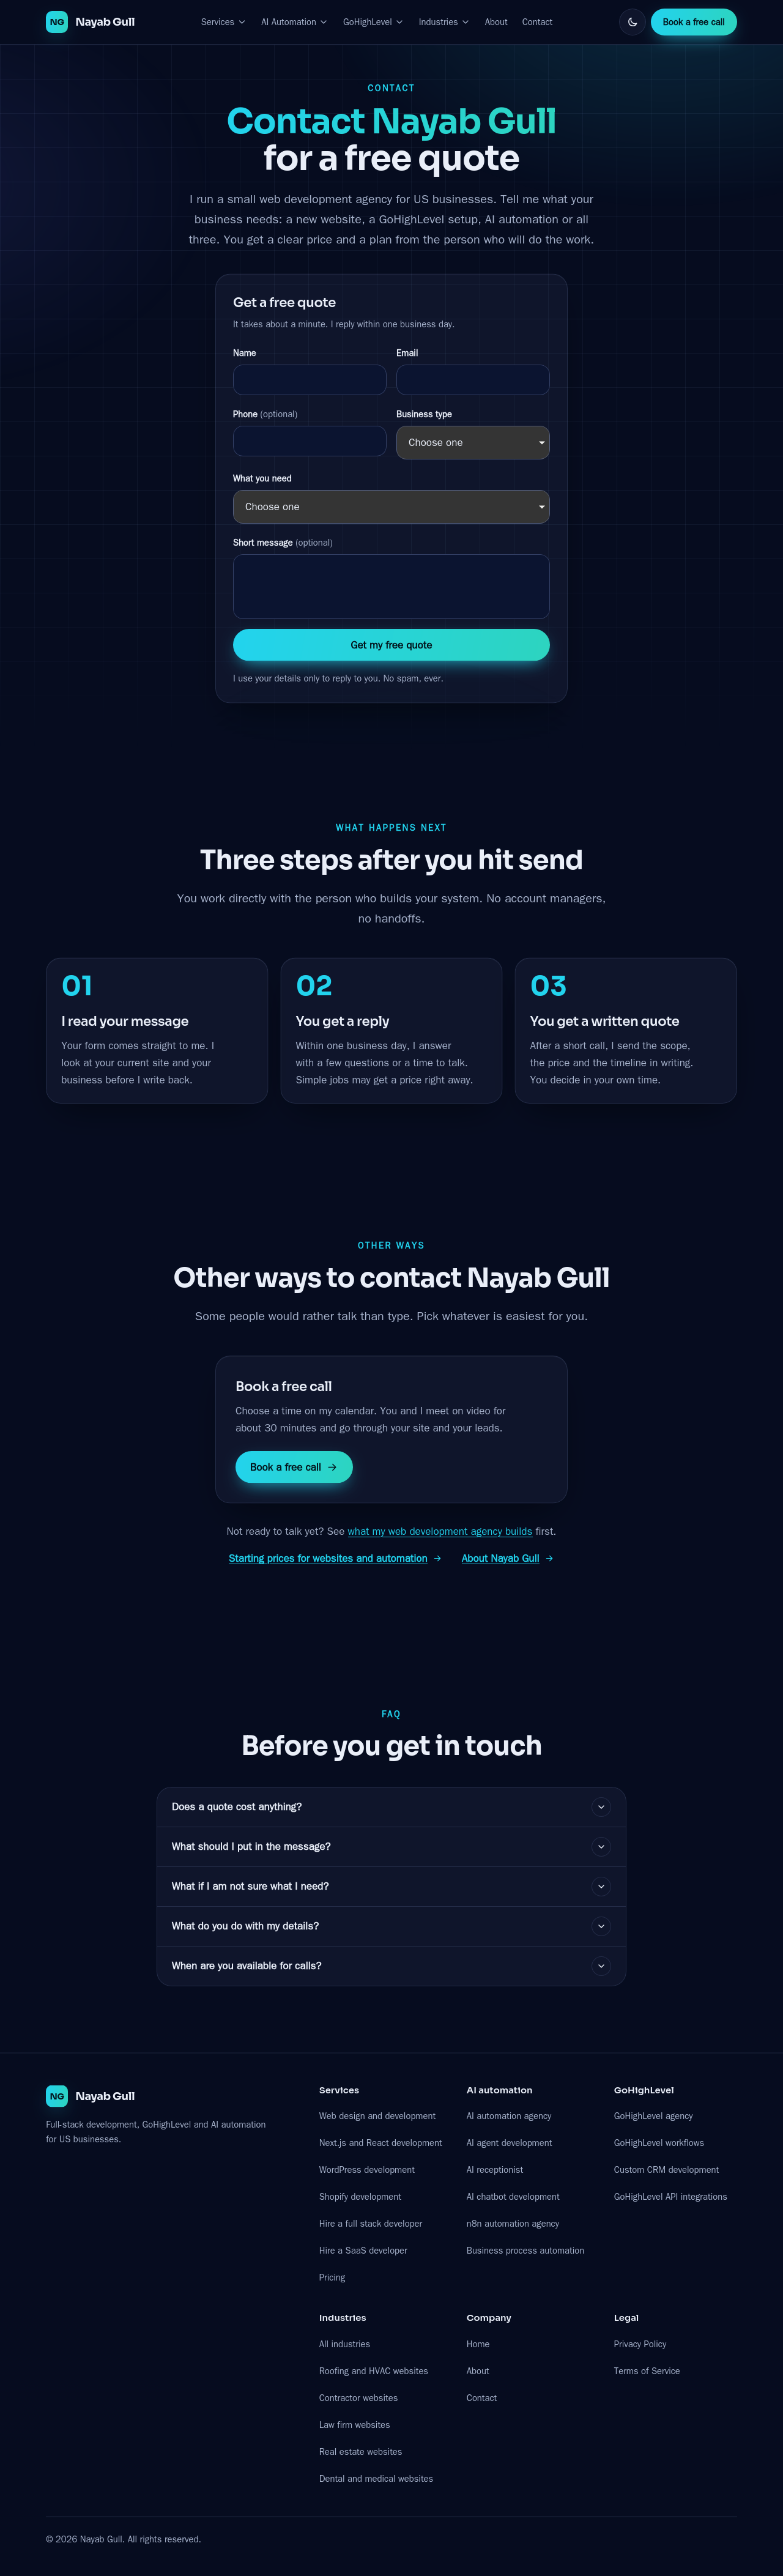 NG Nayab Gull
Services AI Automation GoHighLevel Industries About Contact
Book a free call
CONTACT
Contact Nayab Gull
for a free quote
I run a small web development agency for US businesses. Tell me what your
business needs: a new website, a GoHighLevel setup, AI automation or all
three. You get a clear price and a plan from the person who will do the work.
Get a free quote
It takes about a minute. I reply within one business day.
Name
Email
Phone (optional)
Business type
Choose one
What you need
Choose one
Short message (optional)
Get my free quote
I use your details only to reply to you. No spam, ever.
WHAT HAPPENS NEXT
Three steps after you hit send
You work directly with the person who builds your system. No account managers,
no handoffs.
01
I read your message
Your form comes straight to me. I
look at your current site and your
business before I write back.
02
You get a reply
Within one business day, I answer
with a few questions or a time to talk.
Simple jobs may get a price right away.
03
You get a written quote
After a short call, I send the scope,
the price and the timeline in writing.
You decide in your own time.
OTHER WAYS
Other ways to contact Nayab Gull
Some people would rather talk than type. Pick whatever is easiest for you.
Book a free call
Choose a time on my calendar. You and I meet on video for
about 30 minutes and go through your site and your leads.
Book a free call →
Not ready to talk yet? See what my web development agency builds first.
Starting prices for websites and automation → About Nayab Gull →
FAQ
Before you get in touch
Does a quote cost anything?
What should I put in the message?
What if I am not sure what I need?
What do you do with my details?
When are you available for calls?
NG Nayab Gull
Full-stack development, GoHighLevel and AI automation
for US businesses.
Services
Web design and development
Next.js and React development
WordPress development
Shopify development
Hire a full stack developer
Hire a SaaS developer
Pricing
AI automation
AI automation agency
AI agent development
AI receptionist
AI chatbot development
n8n automation agency
Business process automation
GoHighLevel
GoHighLevel agency
GoHighLevel workflows
Custom CRM development
GoHighLevel API integrations
Industries
All industries
Roofing and HVAC websites
Contractor websites
Law firm websites
Real estate websites
Dental and medical websites
Company
Home
About
Contact
Legal
Privacy Policy
Terms of Service
© 2026 Nayab Gull. All rights reserved.